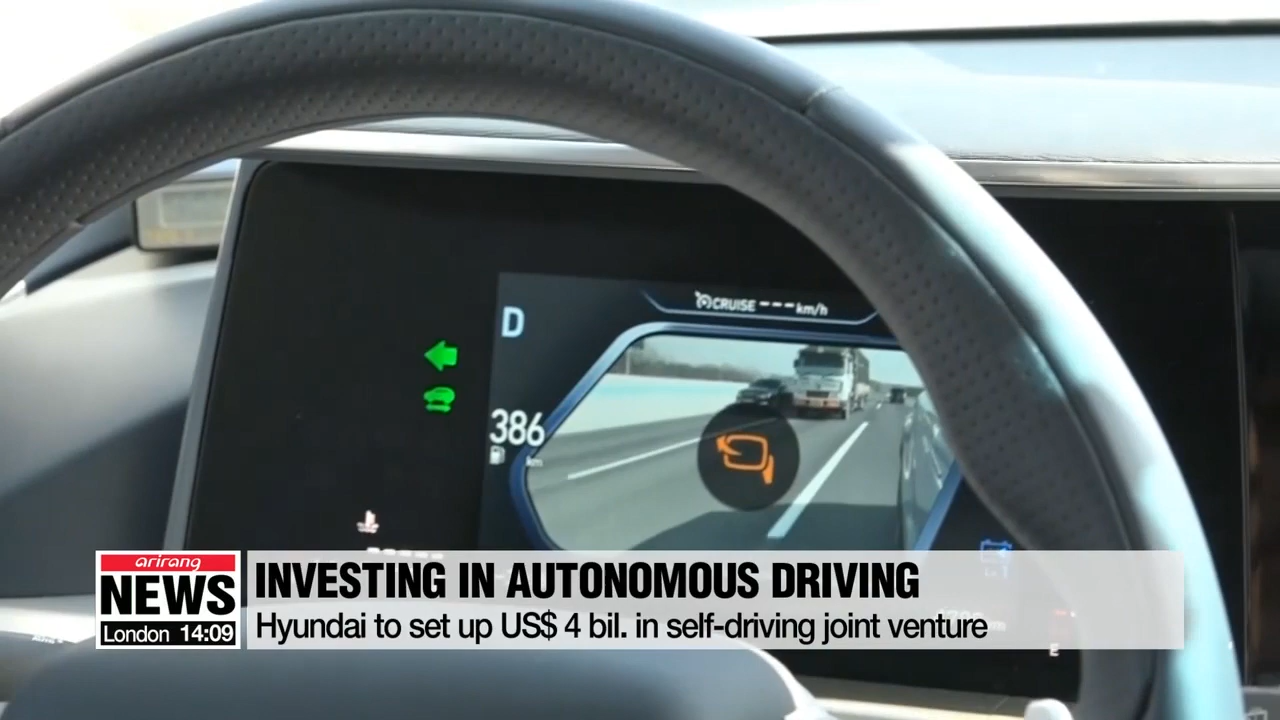 CRUISE --- km/h
D
386
km
arirang
NEWS
London 14:09
INVESTING IN AUTONOMOUS DRIVING
Hyundai to set up US$ 4 bil. in self-driving joint venture
E